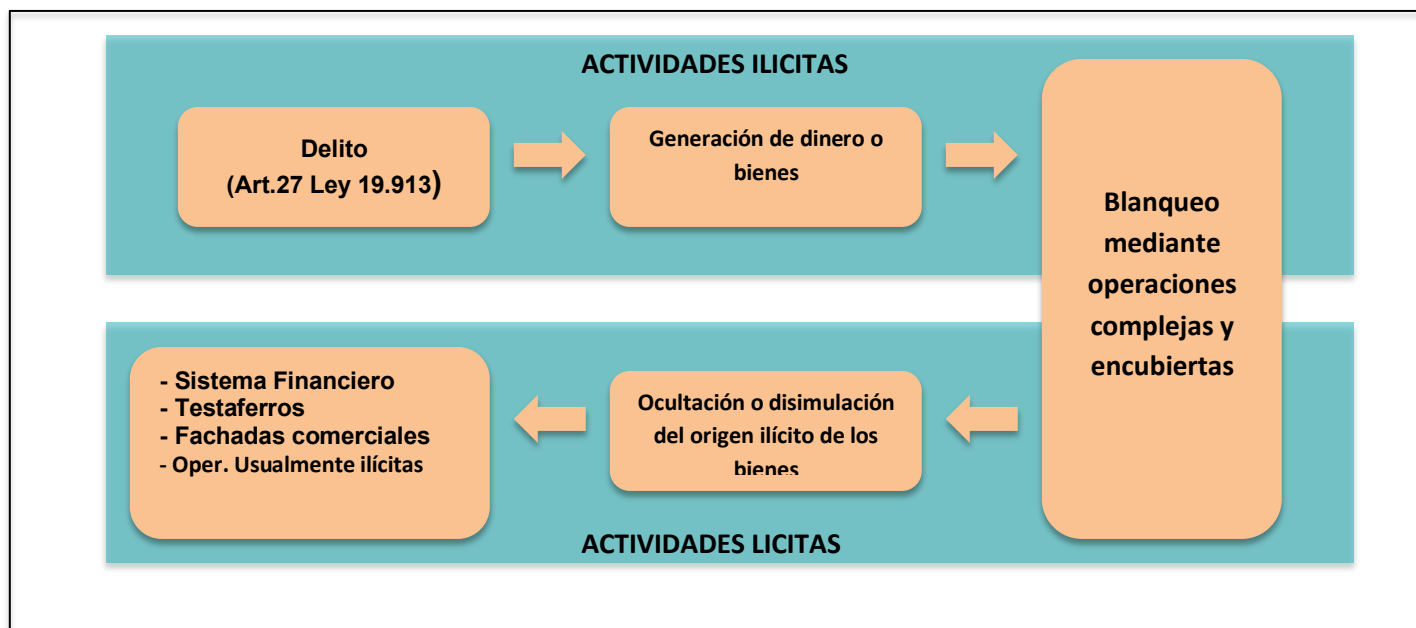 ACTIVIDADES ILICITAS
Delito
(Art.27 Ley 19.913)
Generación de dinero o
bienes
Blanqueo
mediante
operaciones
complejas y
encubiertas
- Sistema Financiero
- Testaferros
- Fachadas comerciales
- Oper. Usualmente ilícitas
Ocultación o disimulación
del origen ilícito de los
bienes
ACTIVIDADES LICITAS